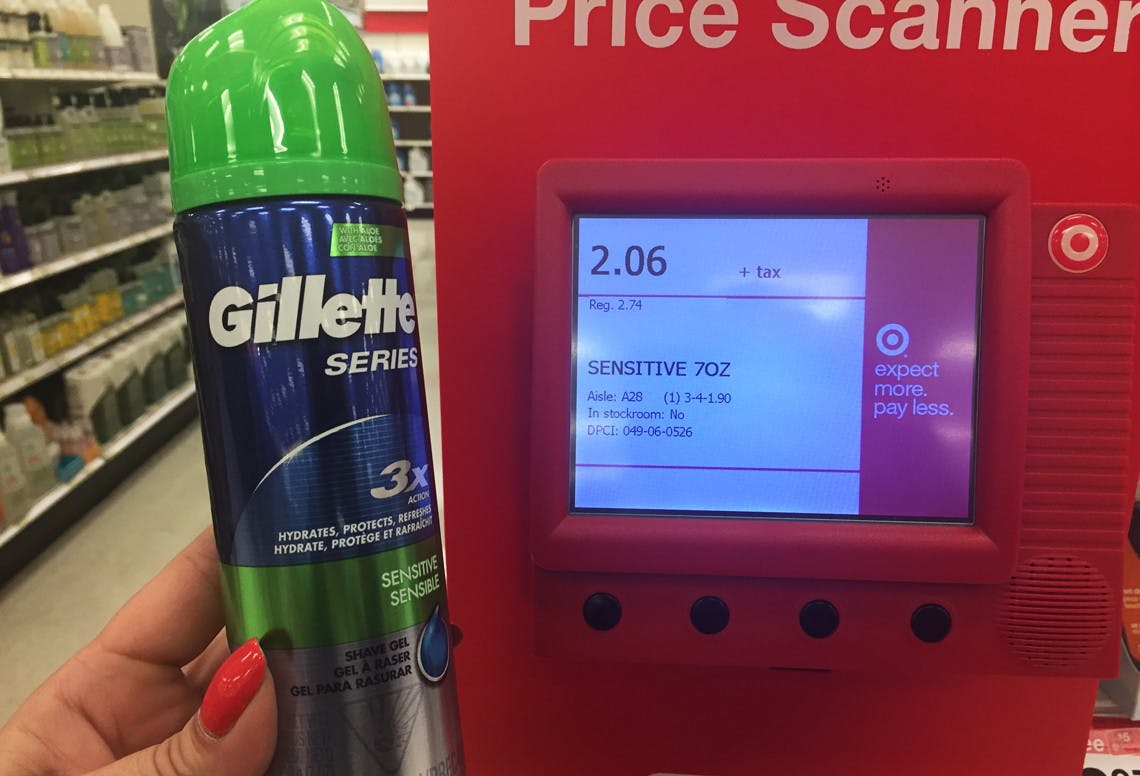 Price Scanner
WITH ALOE
AVEC ALOES
CON ALOE
Gillette
SERIES
3x
ACTION
HYDRATES, PROTECTS, REFRESHES
HYDRATE, PROTÈGE ET RAFRAÎCHIT
SENSITIVE
SENSIBLE
SHAVE GEL
GEL À RASER
GEL PARA RASURAR
2.06 + tax
Reg. 2.74
SENSITIVE 7OZ
Aisle: A28 (1) 3-4-1.90
In stockroom: No
DPCI: 049-06-0526
expect
more.
pay less.
$5